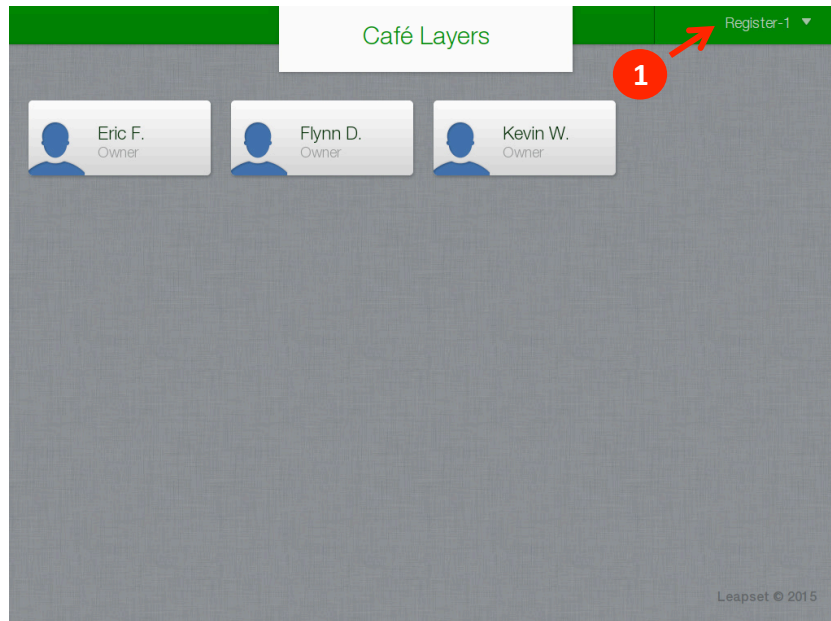 Café Layers
Register-1
1
Eric F.
Owner
Flynn D.
Owner
Kevin W.
Owner
Leapset © 2015